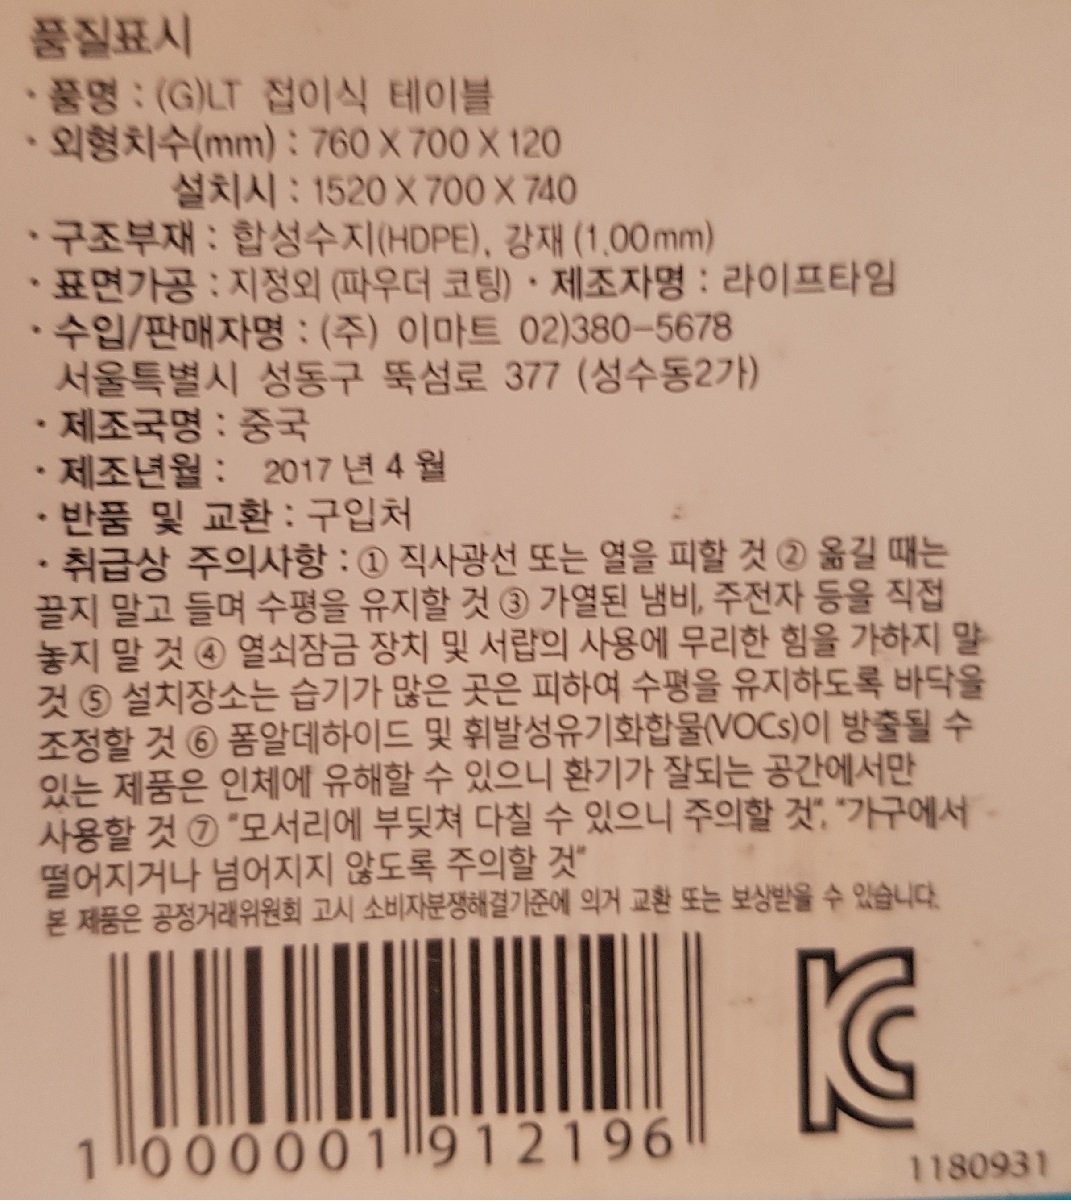 품질표시
· 품명 : (G)LT 접이식 테이블
· 외형치수(mm) : 760 X 700 X 120
설치시 : 1520 X 700 X 740
· 구조부재 : 합성수지(HDPE), 강재 (1.00mm)
· 표면가공 : 지정외 (파우더 코팅) · 제조자명 : 라이프타임
· 수입/판매자명 : (주) 이마트 02)380-5678
서울특별시 성동구 뚝섬로 377 (성수동2가)
· 제조국명 : 중국
· 제조년월 : 2017 년 4 월
· 반품 및 교환 : 구입처
· 취급상 주의사항 : ① 직사광선 또는 열을 피할 것 ② 옮길 때는
끌지 말고 들며 수평을 유지할 것 ③ 가열된 냄비, 주전자 등을 직접
놓지 말 것 ④ 열쇠잠금 장치 및 서랍의 사용에 무리한 힘을 가하지 말
것 ⑤ 설치장소는 습기가 많은 곳은 피하여 수평을 유지하도록 바닥을
조정할 것 ⑥ 폼알데하이드 및 휘발성유기화합물(VOCs)이 방출될 수
있는 제품은 인체에 유해할 수 있으니 환기가 잘되는 공간에서만
사용할 것 ⑦ "모서리에 부딪쳐 다칠 수 있으니 주의할 것", "가구에서
떨어지거나 넘어지지 않도록 주의할 것"
본 제품은 공정거래위원회 고시 소비자분쟁해결기준에 의거 교환 또는 보상받을 수 있습니다.
1 000001 912196
1180931